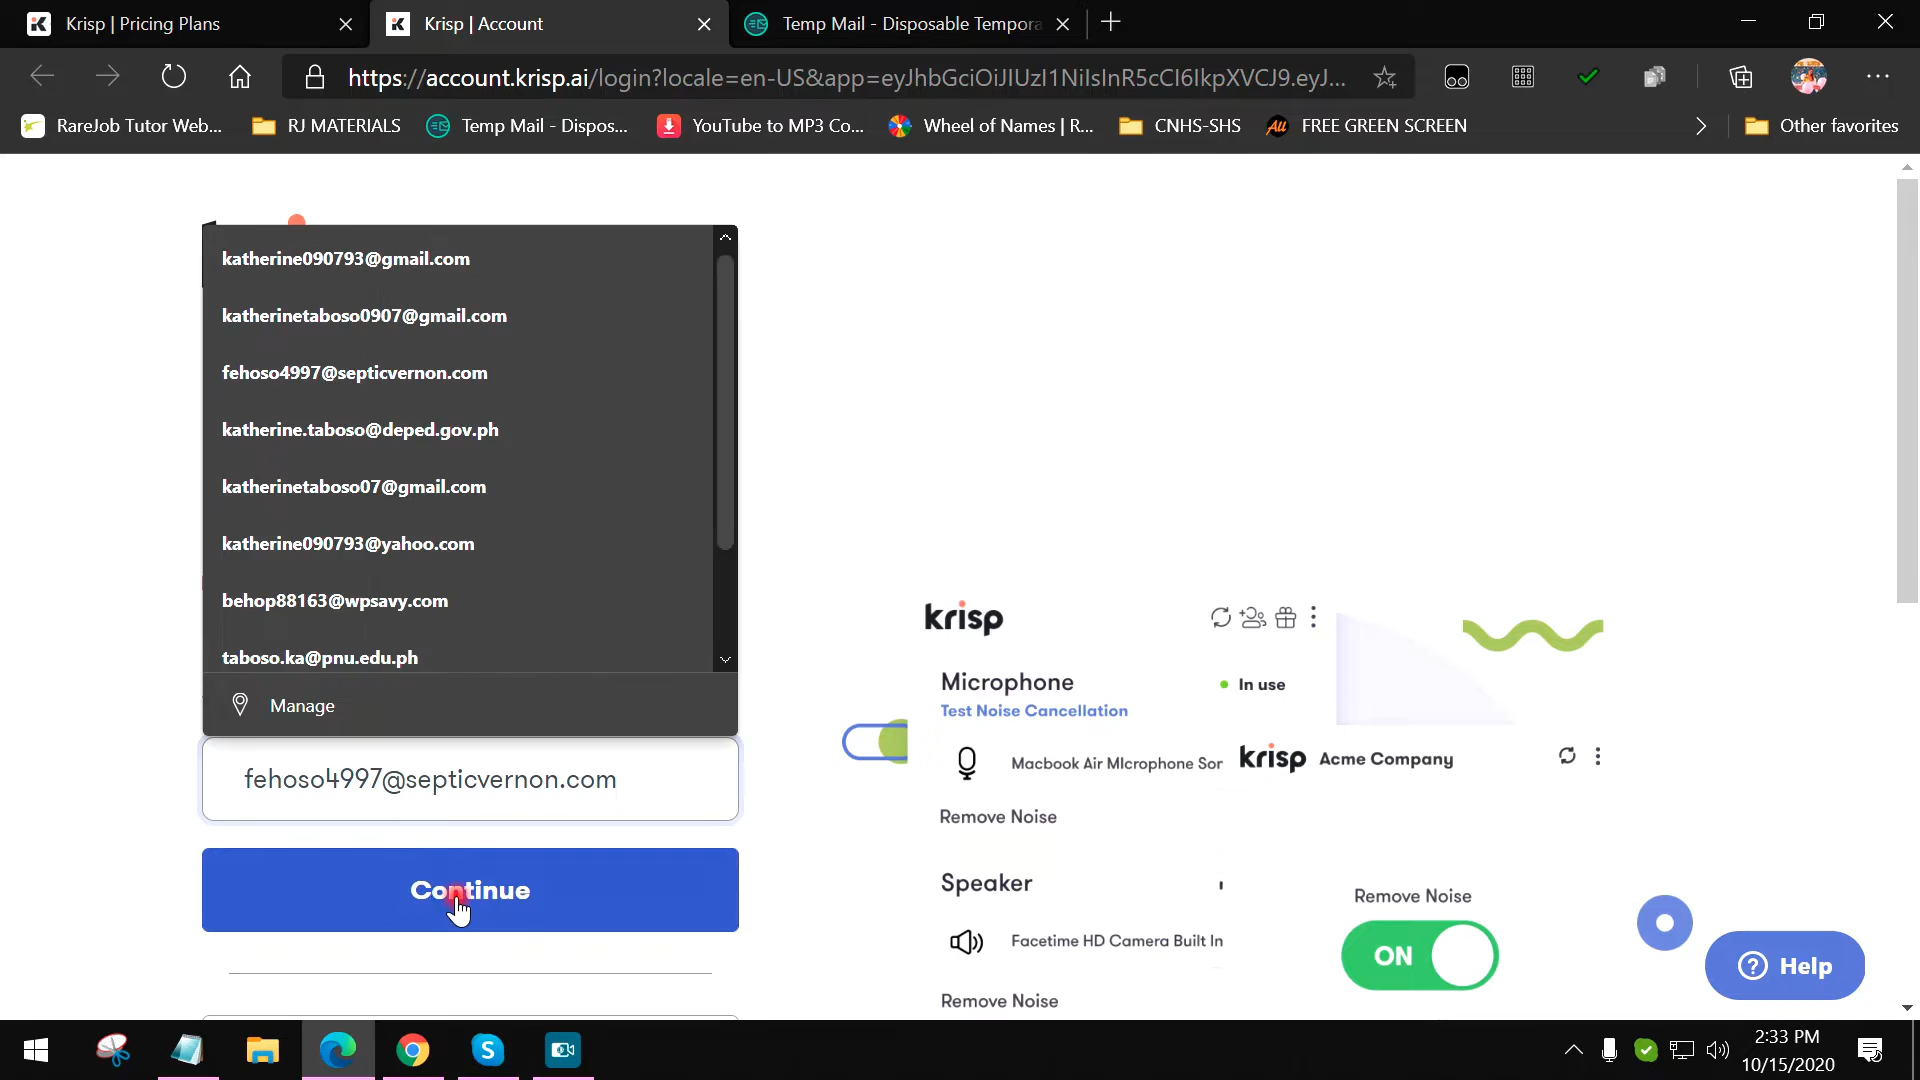 Krisp | Pricing Plans
Krisp | Account
Temp Mail - Disposable Tempora
https://account.krisp.ai/login?locale=en-US&app=eyJhbGciOiJIUzI1NiIsInR5cCI6IkpXVCJ9.eyJ...
RareJob Tutor Web...
RJ MATERIALS
Temp Mail - Dispos...
YouTube to MP3 Co...
Wheel of Names | R...
CNHS-SHS
FREE GREEN SCREEN
Other favorites
katherine090793@gmail.com
katherinetaboso0907@gmail.com
fehoso4997@septicvernon.com
katherine.taboso@deped.gov.ph
katherinetaboso07@gmail.com
katherine090793@yahoo.com
behop88163@wpsavy.com
taboso.ka@pnu.edu.ph
Manage
fehoso4997@septicvernon.com
Continue
krisp
Microphone
In use
Test Noise Cancellation
Macbook Air MIcrophone Sor
krisp Acme Company
Remove Noise
Speaker
Remove Noise
Facetime HD Camera Built In
ON
Remove Noise
Help
2:33 PM
10/15/2020